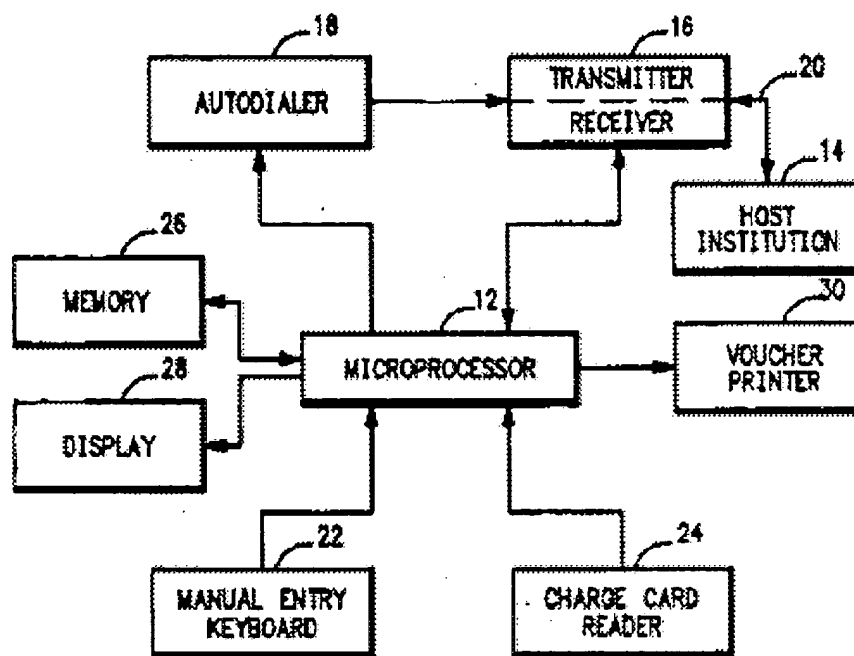 18
AUTODIALER
16
TRANSMITTER
RECEIVER
20
14
HOST
INSTITUTION
26
MEMORY
12
MICROPROCESSOR
30
VOUCHER
PRINTER
28
DISPLAY
22
MANUAL ENTRY
KEYBOARD
24
CHARGE CARD
READER